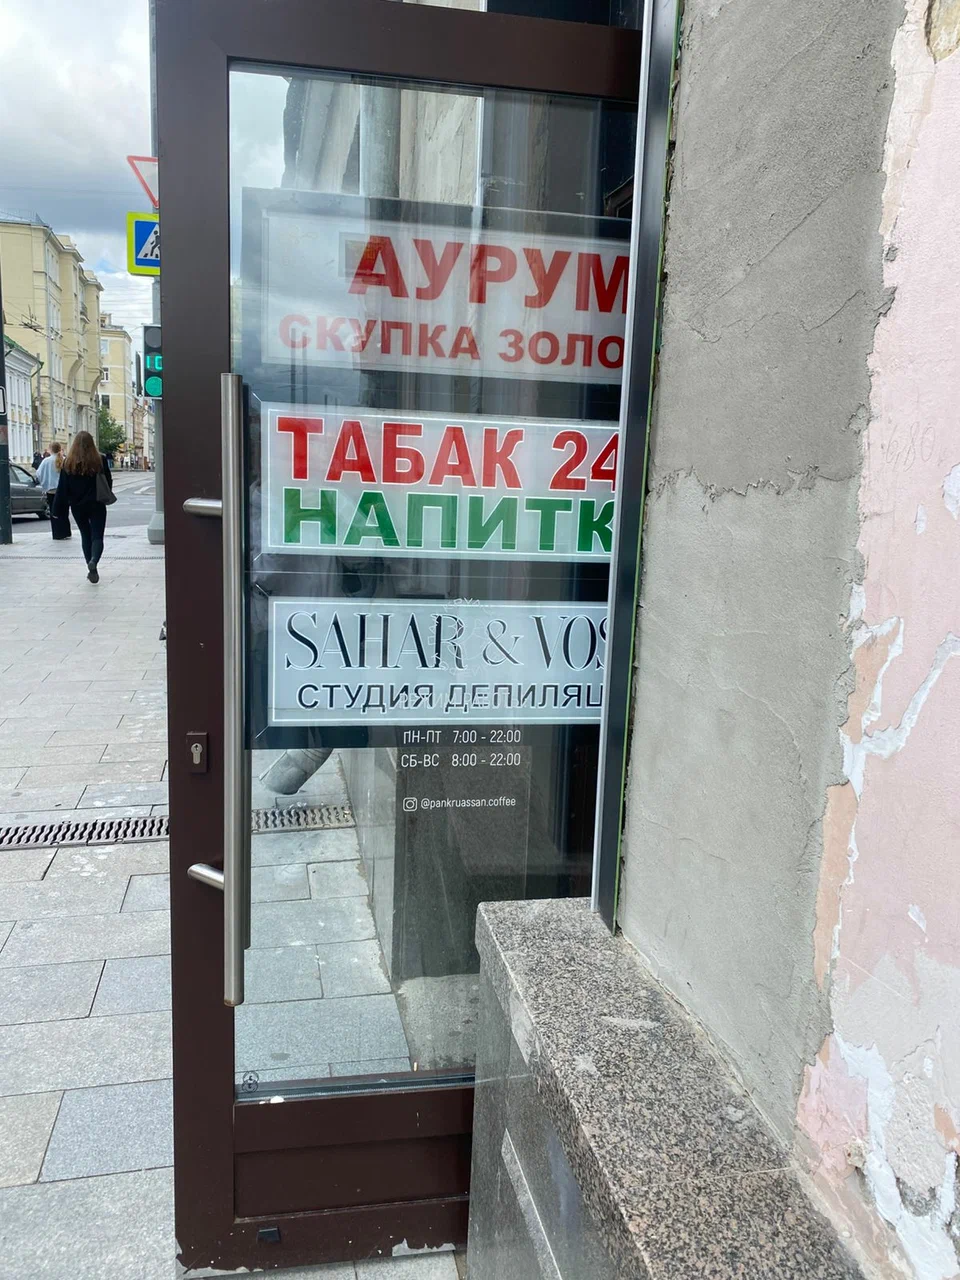 АУРУМ
СКУПКА ЗОЛО
ТАБАК 24
НАПИТК
SAHAR & VOS
СТУДИЯ ДЕПИЛЯЦ
ПН-ПТ 7:00 - 22:00
СБ-ВС 8:00 - 22:00
@pankruassan.coffee